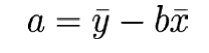 a = ȳ − bx̄